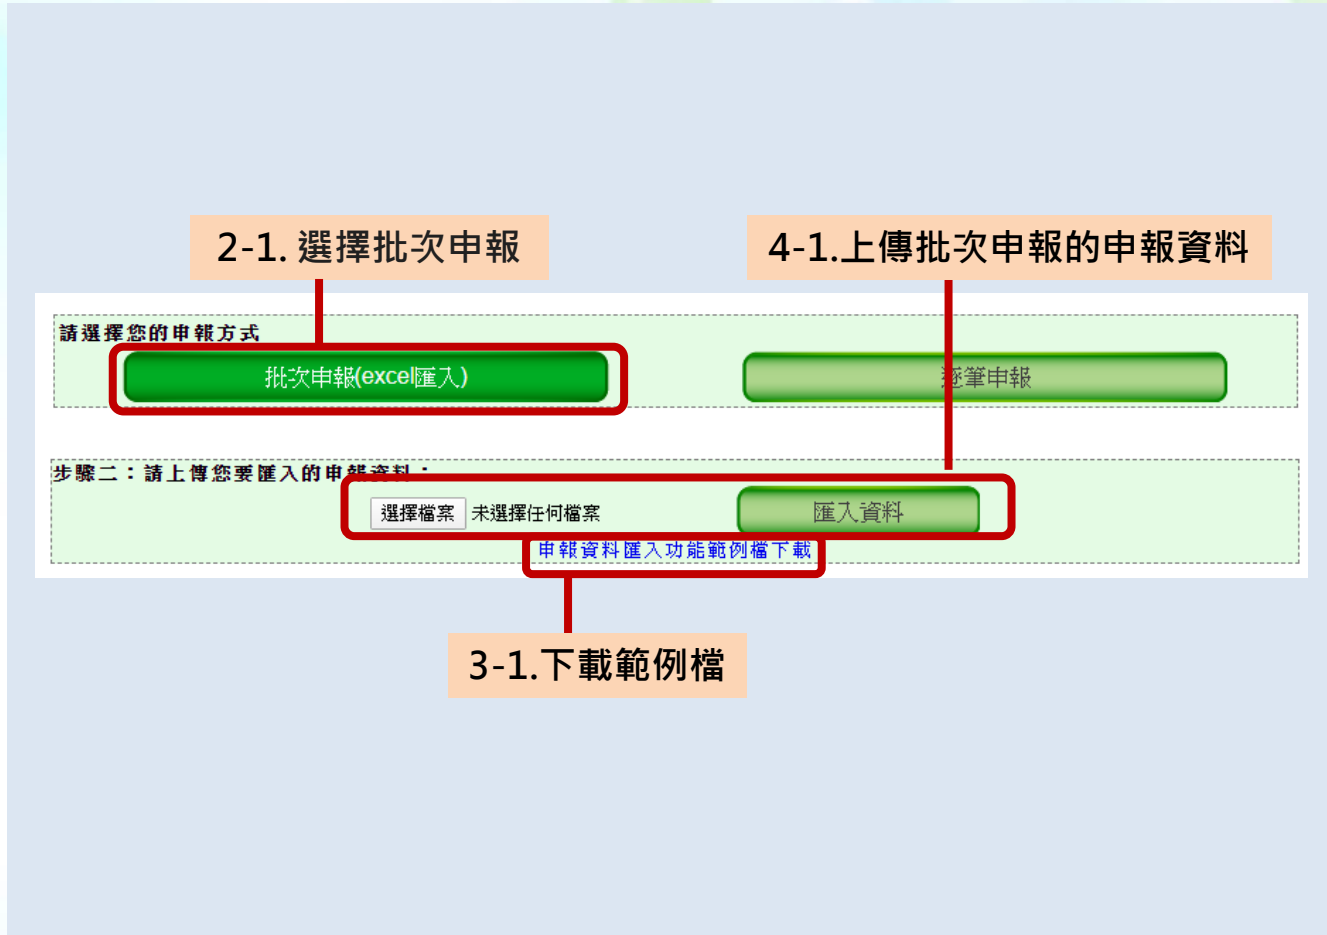 2-1. 選擇批次申報
4-1.上傳批次申報的申報資料
請選擇您的申報方式
批次申報(excel匯入)
逐筆申報
步驟二：請上傳您要匯入的申報資料：
選擇檔案 未選擇任何檔案
匯入資料
申報資料匯入功能範例檔下載
3-1.下載範例檔